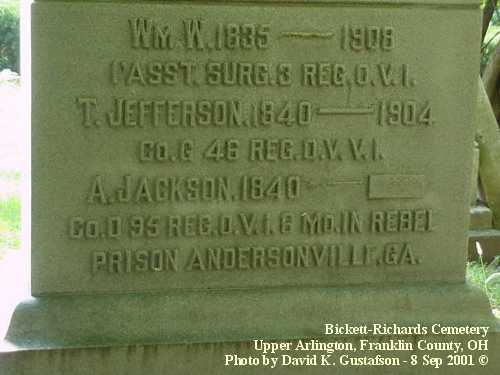 WM. W. 1835 — 1908
1' ASST. SURG. 3 REG. O. V. I.
T. JEFFERSON. 1840 — 1904
CO. G 46 REG. O. V. V. I.
A. JACKSON. 1840 —
CO. D 95 REG. O. V. I. 6 MO. IN REBEL
PRISON ANDERSONVILLE. GA.
Bickett-Richards Cemetery
Upper Arlington, Franklin County, OH
Photo by David K. Gustafson - 8 Sep 2001 ©